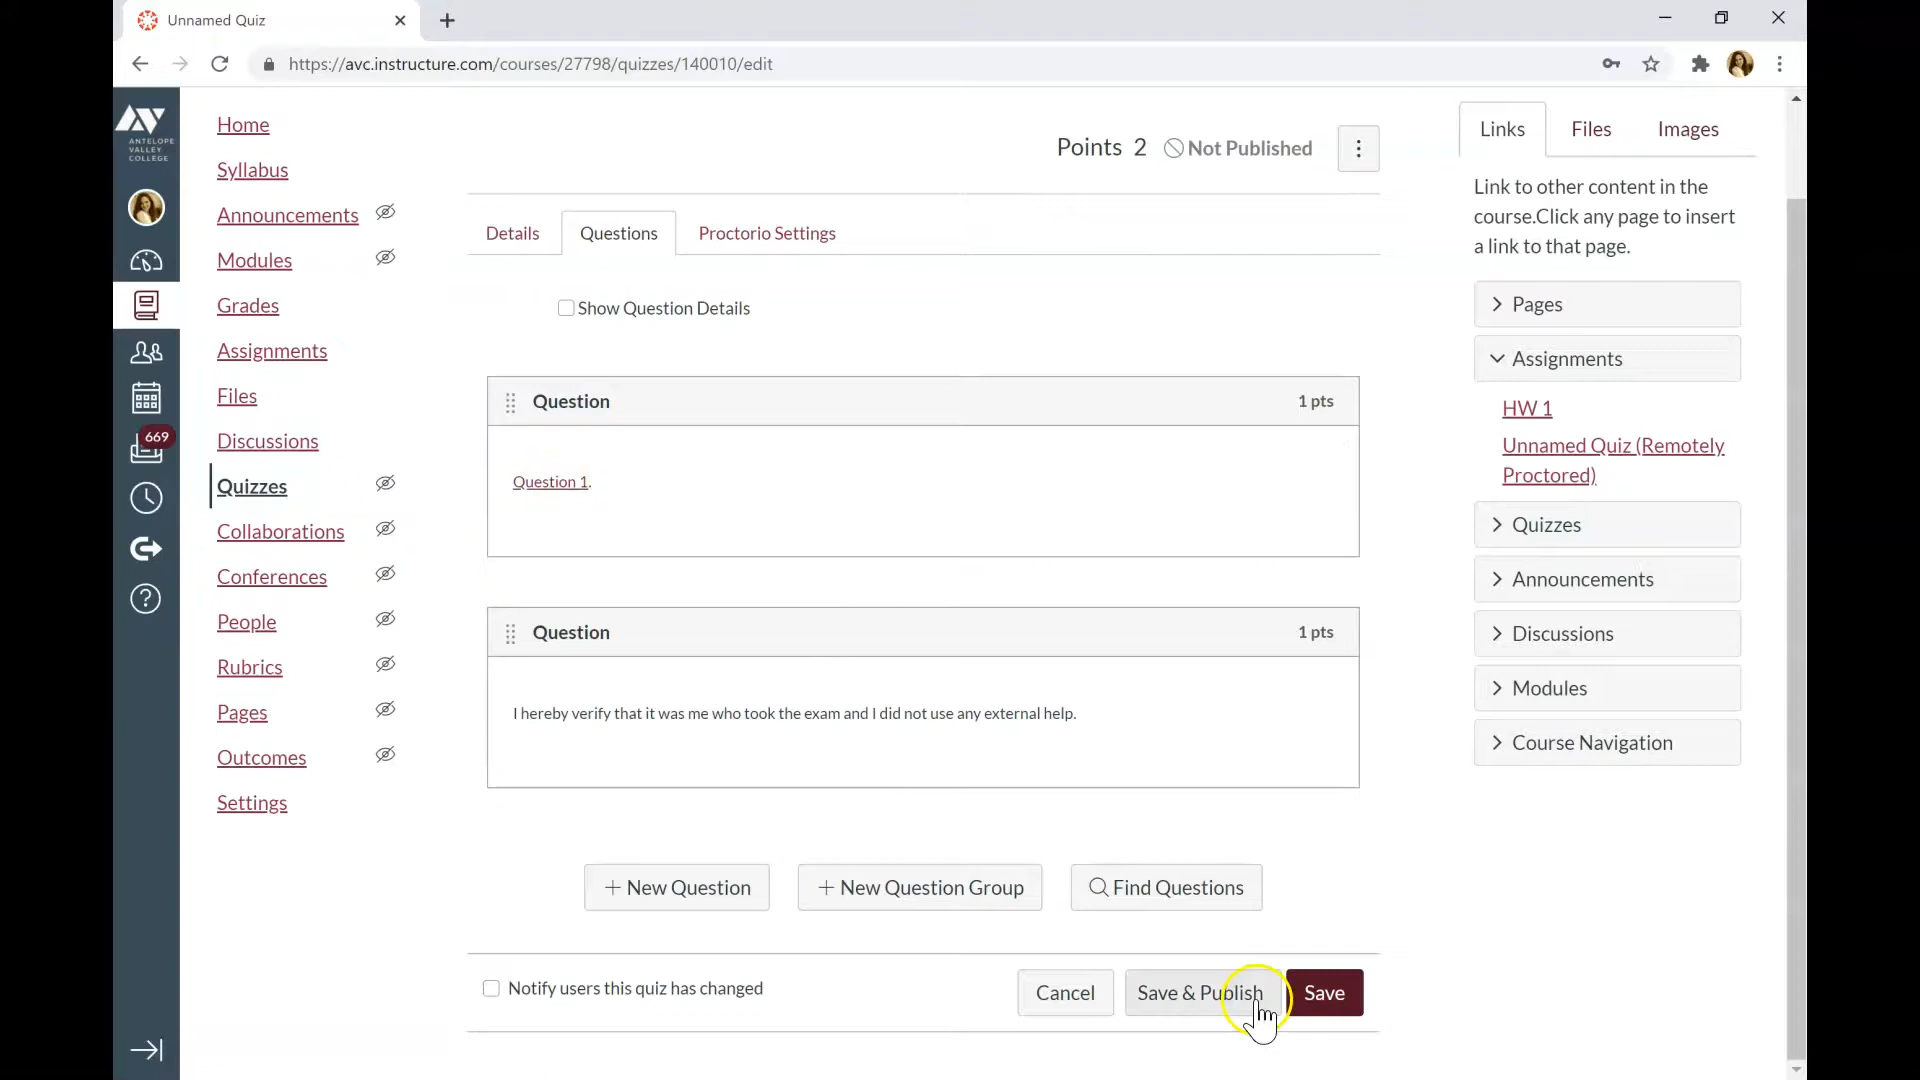 Unnamed Quiz
https://avc.instructure.com/courses/27798/quizzes/140010/edit
ANTELOPE
VALLEY
COLLEGE
669
Home
Syllabus
Announcements
Modules
Grades
Assignments
Files
Discussions
Quizzes
Collaborations
Conferences
People
Rubrics
Pages
Outcomes
Settings
Points 2 Not Published
Details Questions Proctorio Settings
Show Question Details
Question 1 pts
Question 1.
Question 1 pts
I hereby verify that it was me who took the exam and I did not use any external help.
New Question New Question Group Find Questions
Notify users this quiz has changed Cancel Save & Publish Save
Links Files Images
Link to other content in the
course.Click any page to insert
a link to that page.
Pages
Assignments
HW 1
Unnamed Quiz (Remotely
Proctored)
Quizzes
Announcements
Discussions
Modules
Course Navigation